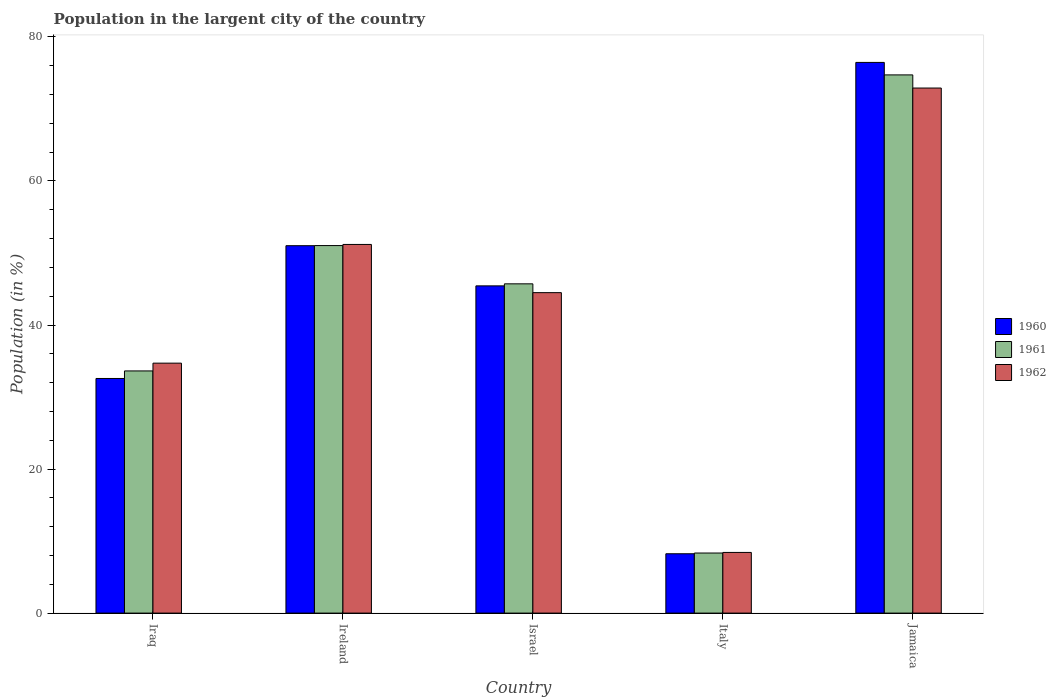 Population in the largent city of the country
Population (in %)
80
60
40
20
0
Iraq
Ireland
Israel
Italy
Jamaica
Country
1960
1961
1962